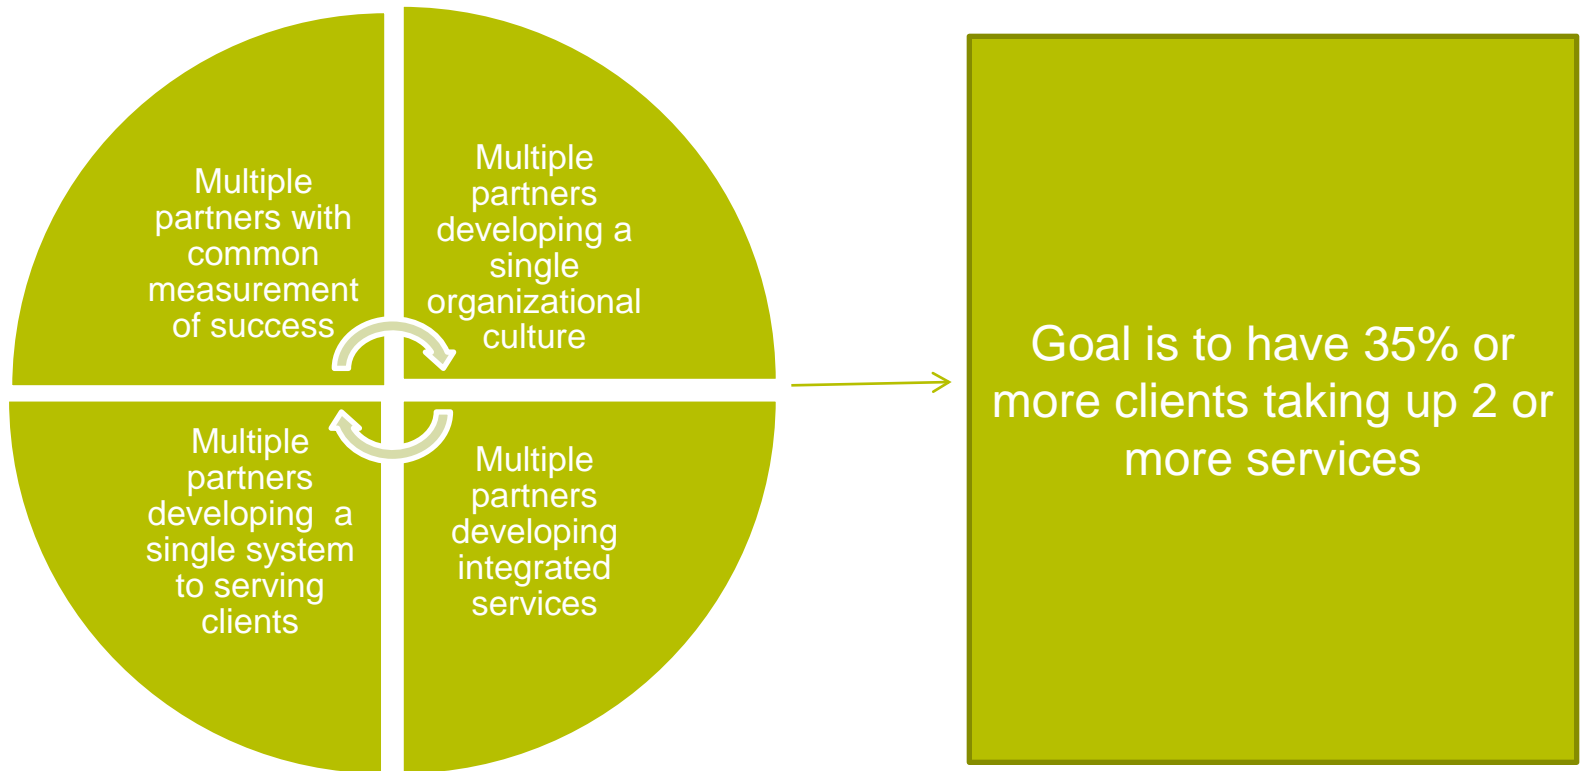 Multiple
partners with
common
measurement
of success
Multiple
partners
developing a
single
organizational
culture
Multiple
partners
developing  a
single system
to serving
clients
Multiple
partners
developing
integrated
services
Goal is to have 35% or
more clients taking up 2 or
more services